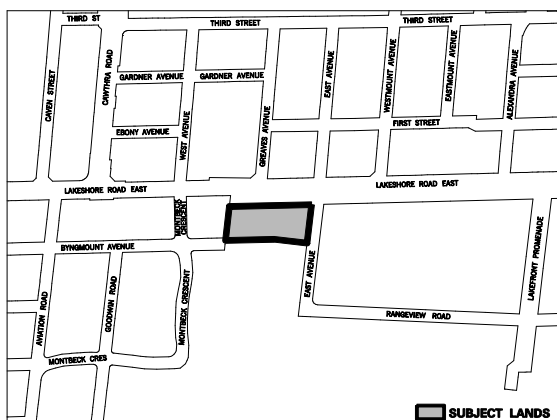 THIRD ST
THIRD STREET
THIRD STREET
CAVEN STREET
CAWTHRA ROAD
GARDNER AVENUE
GARDNER AVENUE
EAST AVENUE
WESTMOUNT AVENUE
EASTMOUNT AVENUE
ALEXANDRA AVENUE
EBONY AVENUE
WEST AVENUE
GREAVES AVENUE
FIRST STREET
LAKESHORE ROAD EAST
LAKESHORE ROAD EAST
MONTBECK
CRESCENT
BYNGMOUNT AVENUE
EAST AVENUE
LAKEFRONT PROMENADE
AVIATION ROAD
GOODWIN ROAD
MONTBECK CRESCENT
RANGEVIEW ROAD
MONTBECK CRES
SUBJECT LANDS